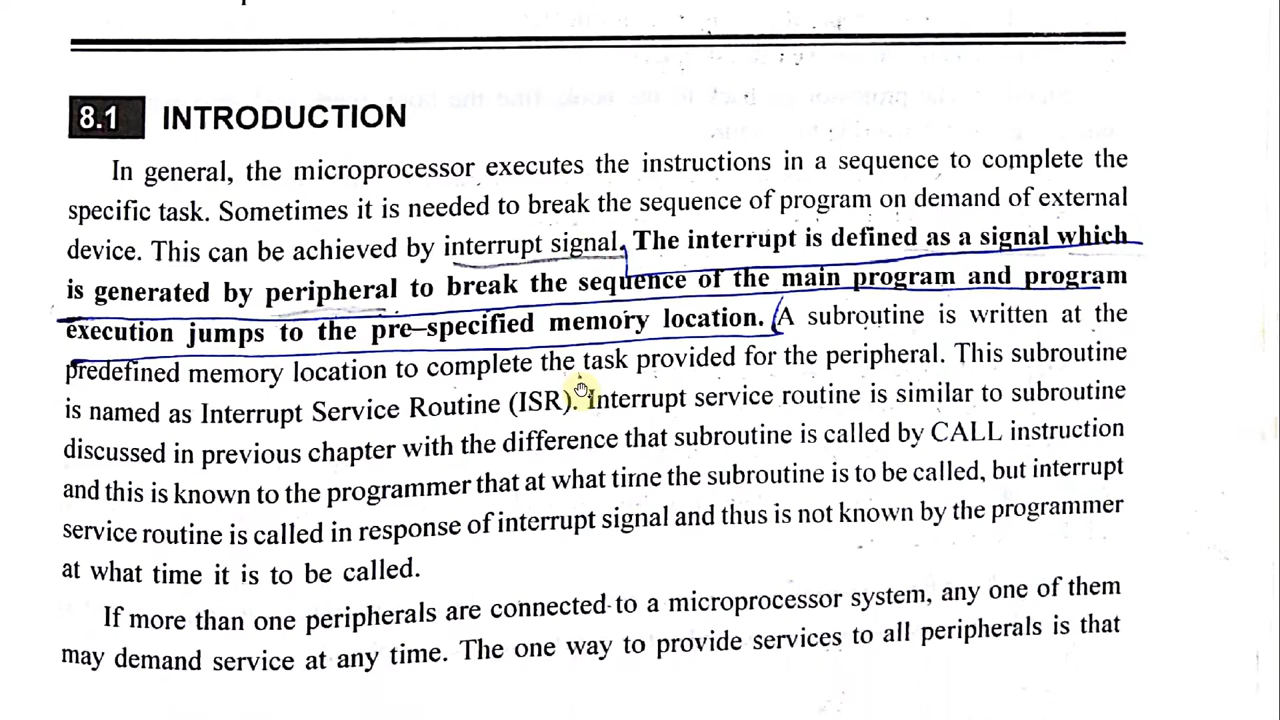 8.1 INTRODUCTION
In general, the microprocessor executes the instructions in a sequence to complete the
specific task. Sometimes it is needed to break the sequence of program on demand of external
device. This can be achieved by interrupt signal. The interrupt is defined as a signal which
is generated by peripheral to break the sequence of the main program and program
execution jumps to the pre–specified memory location. A subroutine is written at the
predefined memory location to complete the task provided for the peripheral. This subroutine
is named as Interrupt Service Routine (ISR). Interrupt service routine is similar to subroutine
discussed in previous chapter with the difference that subroutine is called by CALL instruction
and this is known to the programmer that at what time the subroutine is to be called, but interrupt
service routine is called in response of interrupt signal and thus is not known by the programmer
at what time it is to be called.
If more than one peripherals are connected to a microprocessor system, any one of them
may demand service at any time. The one way to provide services to all peripherals is that